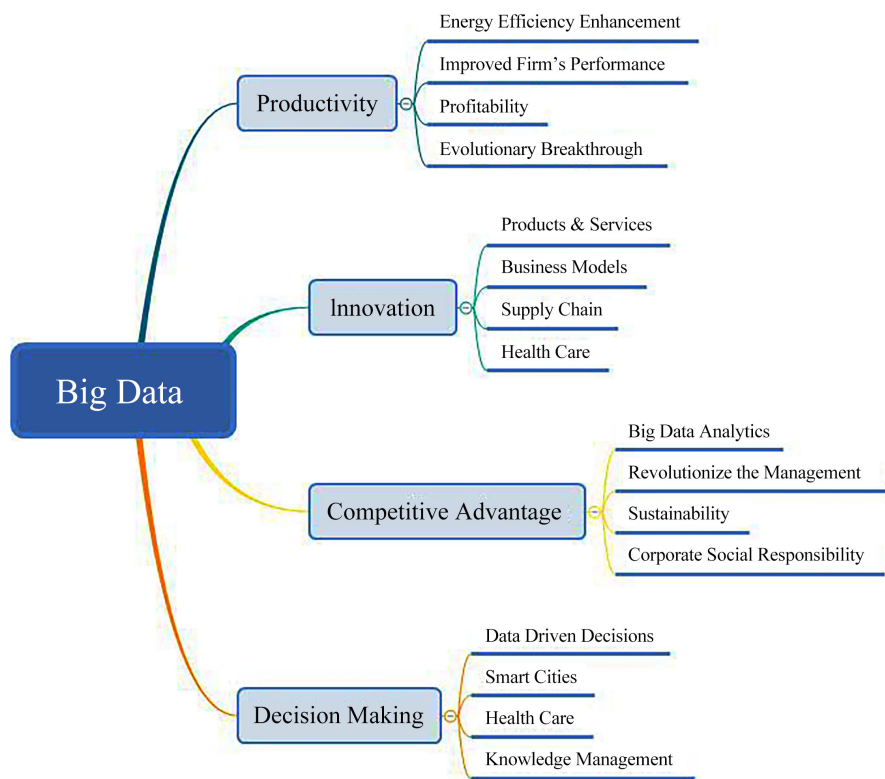 Energy Efficiency Enhancement
Improved Firm's Performance
Productivity
Profitability
Evolutionary Breakthrough
Products & Services
Business Models
Innovation
Supply Chain
Health Care
Big Data
Big Data Analytics
Revolutionize the Management
Competitive Advantage
Sustainability
Corporate Social Responsibility
Data Driven Decisions
Smart Cities
Decision Making
Health Care
Knowledge Management